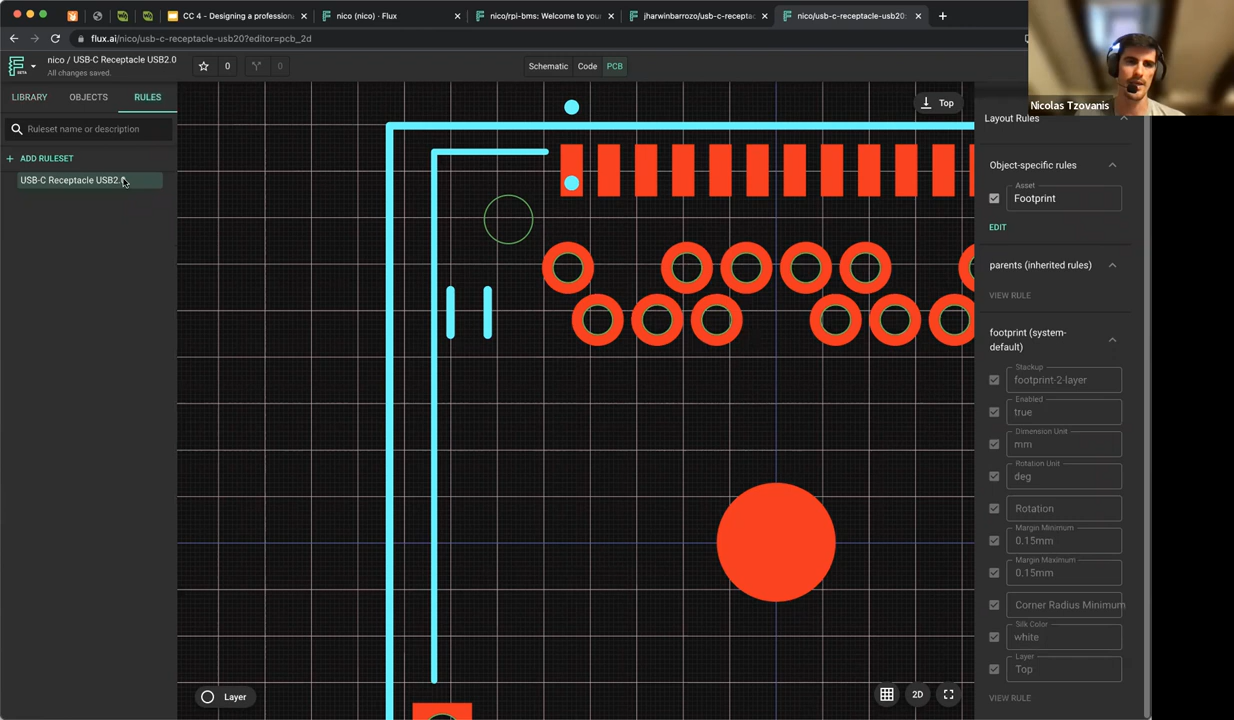 CC 4 - Designing a profession
nico (nico) · Flux
nico/rpi-bms: Welcome to your
jharwinbarrozo/usb-c-recepta
nico/usb-c-receptacle-usb20:
flux.ai/nico/usb-c-receptacle-usb20?editor=pcb_2d
nico / USB-C Receptacle USB2.0
BETA
All changes saved.
0
0
Schematic
Code
PCB
LIBRARY
OBJECTS
RULES
Ruleset name or description
+ ADD RULESET
USB-C Receptacle USB2.
Top
Nicolas Tzovanis
Layout Rules
Object-specific rules
Asset
Footprint
EDIT
parents (inherited rules)
VIEW RULE
footprint (system-
default)
Stackup
footprint-2-layer
Enabled
true
Dimension Unit
mm
Rotation Unit
deg
Rotation
Margin Minimum
0.15mm
Margin Maximum
0.15mm
Corner Radius Minimum
Silk Color
white
Layer
Top
VIEW RULE
Layer
2D